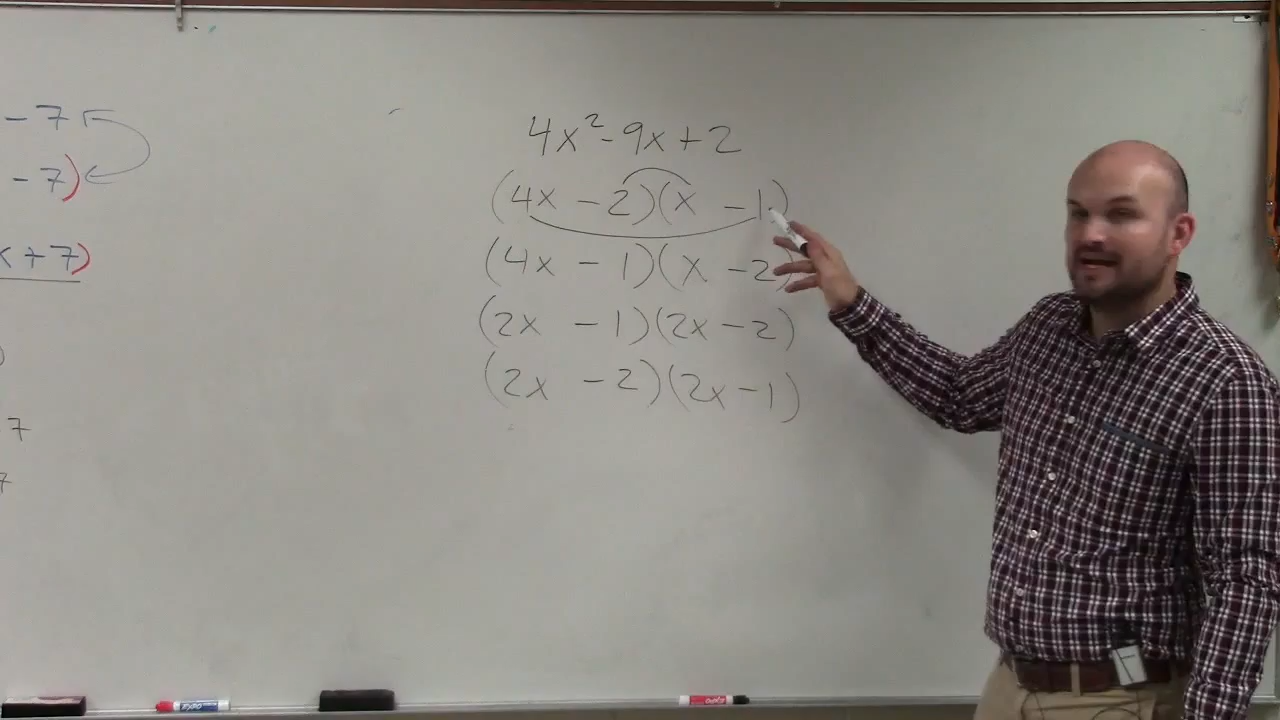 - 7
- 7)
x + 7)
7
7
4x² - 9x + 2
(4x - 2)(x - 1)
(4x - 1)(x - 2)
(2x - 1)(2x - 2)
(2x - 2)(2x - 1)
EXPO